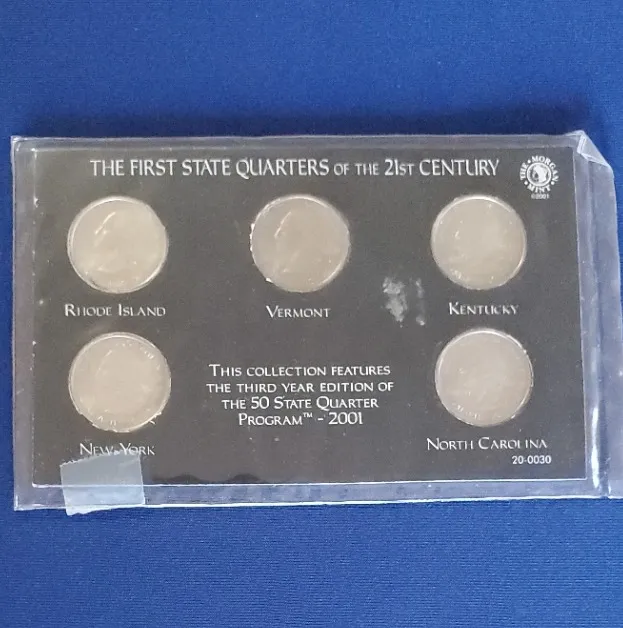 THE FIRST STATE QUARTERS OF THE 21ST CENTURY
THE MORGAN MINT
©2001
RHODE ISLAND
VERMONT
KENTUCKY
NEW YORK
THIS COLLECTION FEATURES
THE THIRD YEAR EDITION OF
THE 50 STATE QUARTER
PROGRAM™ - 2001
NORTH CAROLINA
20-0030